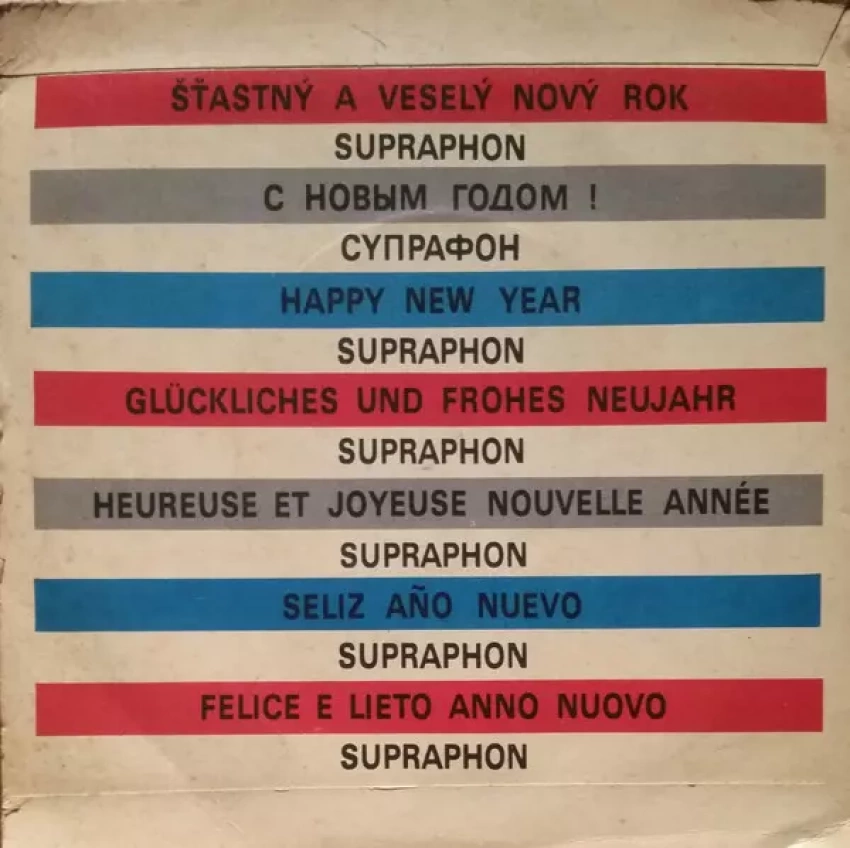 ŠŤASTNÝ A VESELÝ NOVÝ ROK
SUPRAPHON
С НОВЫМ ГОДОМ !
СУПРАФОН
HAPPY NEW YEAR
SUPRAPHON
GLÜCKLICHES UND FROHES NEUJAHR
SUPRAPHON
HEUREUSE ET JOYEUSE NOUVELLE ANNÉE
SUPRAPHON
SELIZ AÑO NUEVO
SUPRAPHON
FELICE E LIETO ANNO NUOVO
SUPRAPHON